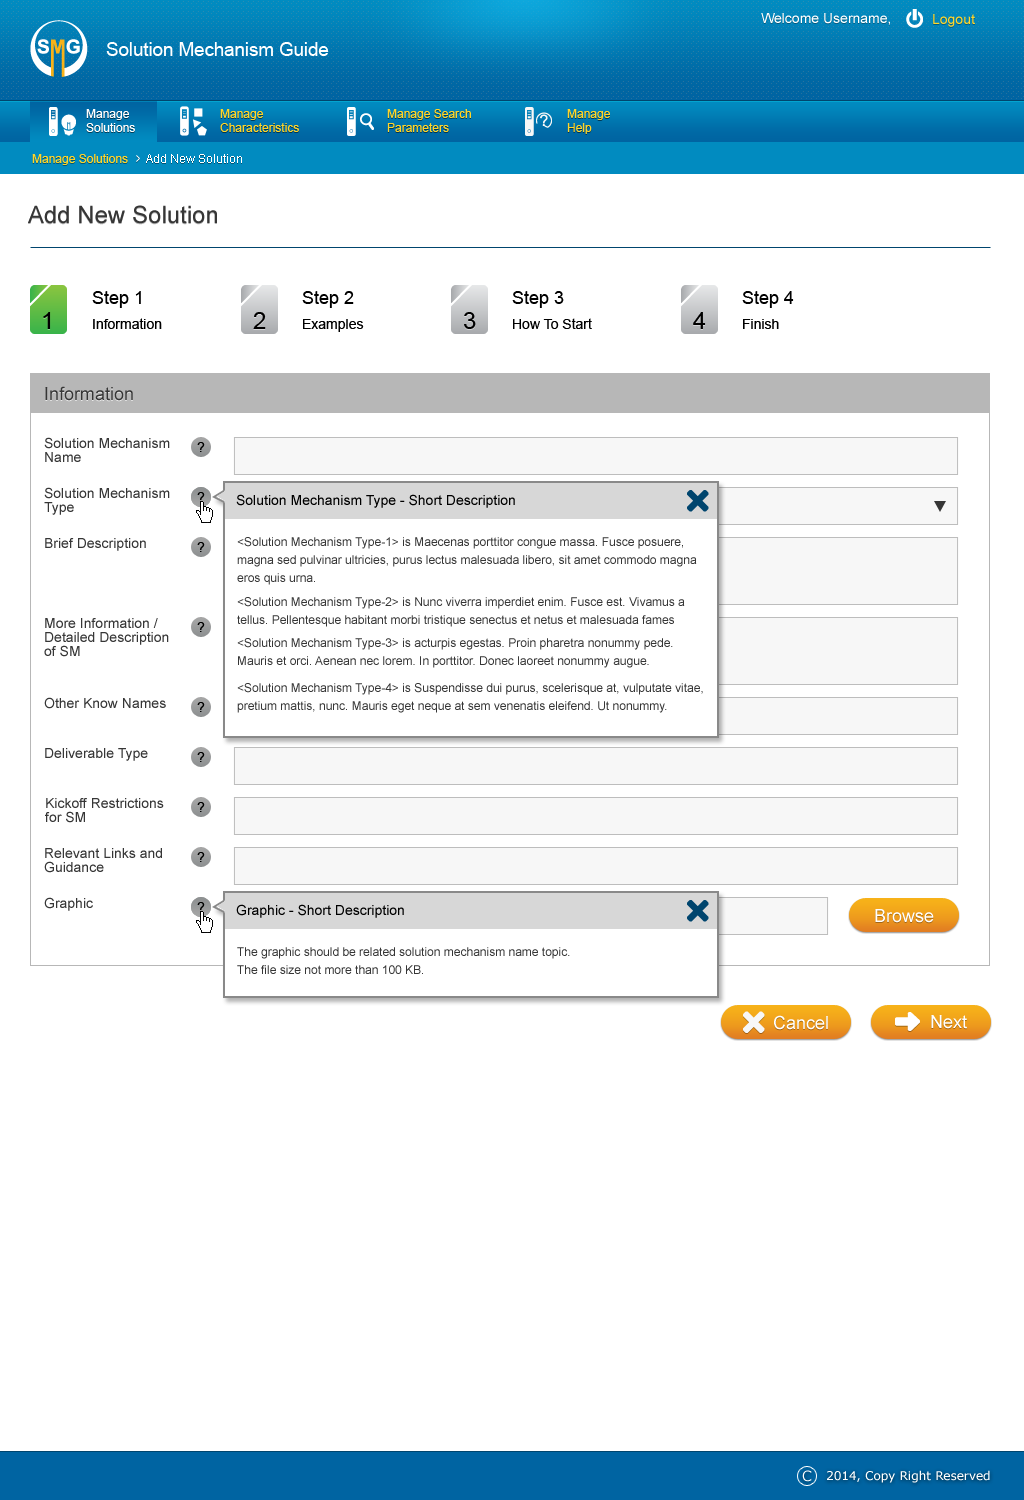 Welcome Username,
Logout
SMG
Solution Mechanism Guide
Manage
Solutions
Manage
Characteristics
Manage Search
Parameters
Manage
Help
Manage Solutions > Add New Solution
Add New Solution
1
Step 1
Information
2
Step 2
Examples
3
Step 3
How To Start
4
Step 4
Finish
Information
Solution Mechanism
Name
?
Solution Mechanism
Type
?
Solution Mechanism Type - Short Description
<Solution Mechanism Type-1> is Maecenas porttitor congue massa. Fusce posuere,
magna sed pulvinar ultricies, purus lectus malesuada libero, sit amet commodo magna
eros quis urna.
<Solution Mechanism Type-2> is Nunc viverra imperdiet enim. Fusce est. Vivamus a
tellus. Pellentesque habitant morbi tristique senectus et netus et malesuada fames
<Solution Mechanism Type-3> is acturpis egestas. Proin pharetra nonummy pede.
Mauris et orci. Aenean nec lorem. In porttitor. Donec laoreet nonummy augue.
<Solution Mechanism Type-4> is Suspendisse dui purus, scelerisque at, vulputate vitae,
pretium mattis, nunc. Mauris eget neque at sem venenatis eleifend. Ut nonummy.
Brief Description
?
More Information /
Detailed Description
of SM
?
Other Know Names
?
Deliverable Type
?
Kickoff Restrictions
for SM
?
Relevant Links and
Guidance
?
Graphic
?
Graphic - Short Description
The graphic should be related solution mechanism name topic.
The file size not more than 100 KB.
Browse
Cancel
Next
© 2014, Copy Right Reserved